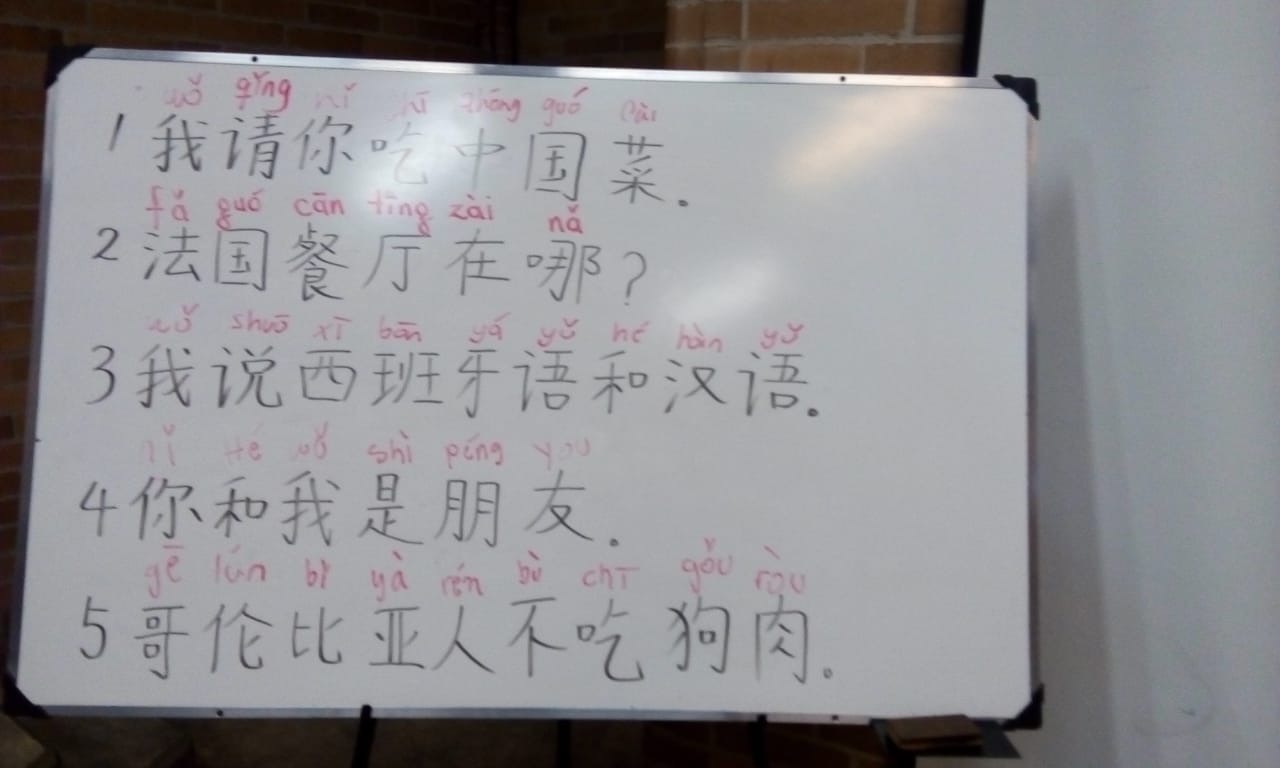 wǒ qǐng nǐ chī zhōng guó cài
1 我请你吃中国菜.
fǎ guó cān tīng zài nǎ
2 法国餐厅在哪?
wǒ shuō xī bān yá yǔ hé hàn yǔ
3 我说西班牙语和汉语.
nǐ Hé wǒ shì péng you
4 你和我是朋友.
gē lún bǐ yà rén bù chī gǒu ròu
5 哥伦比亚人不吃狗肉.